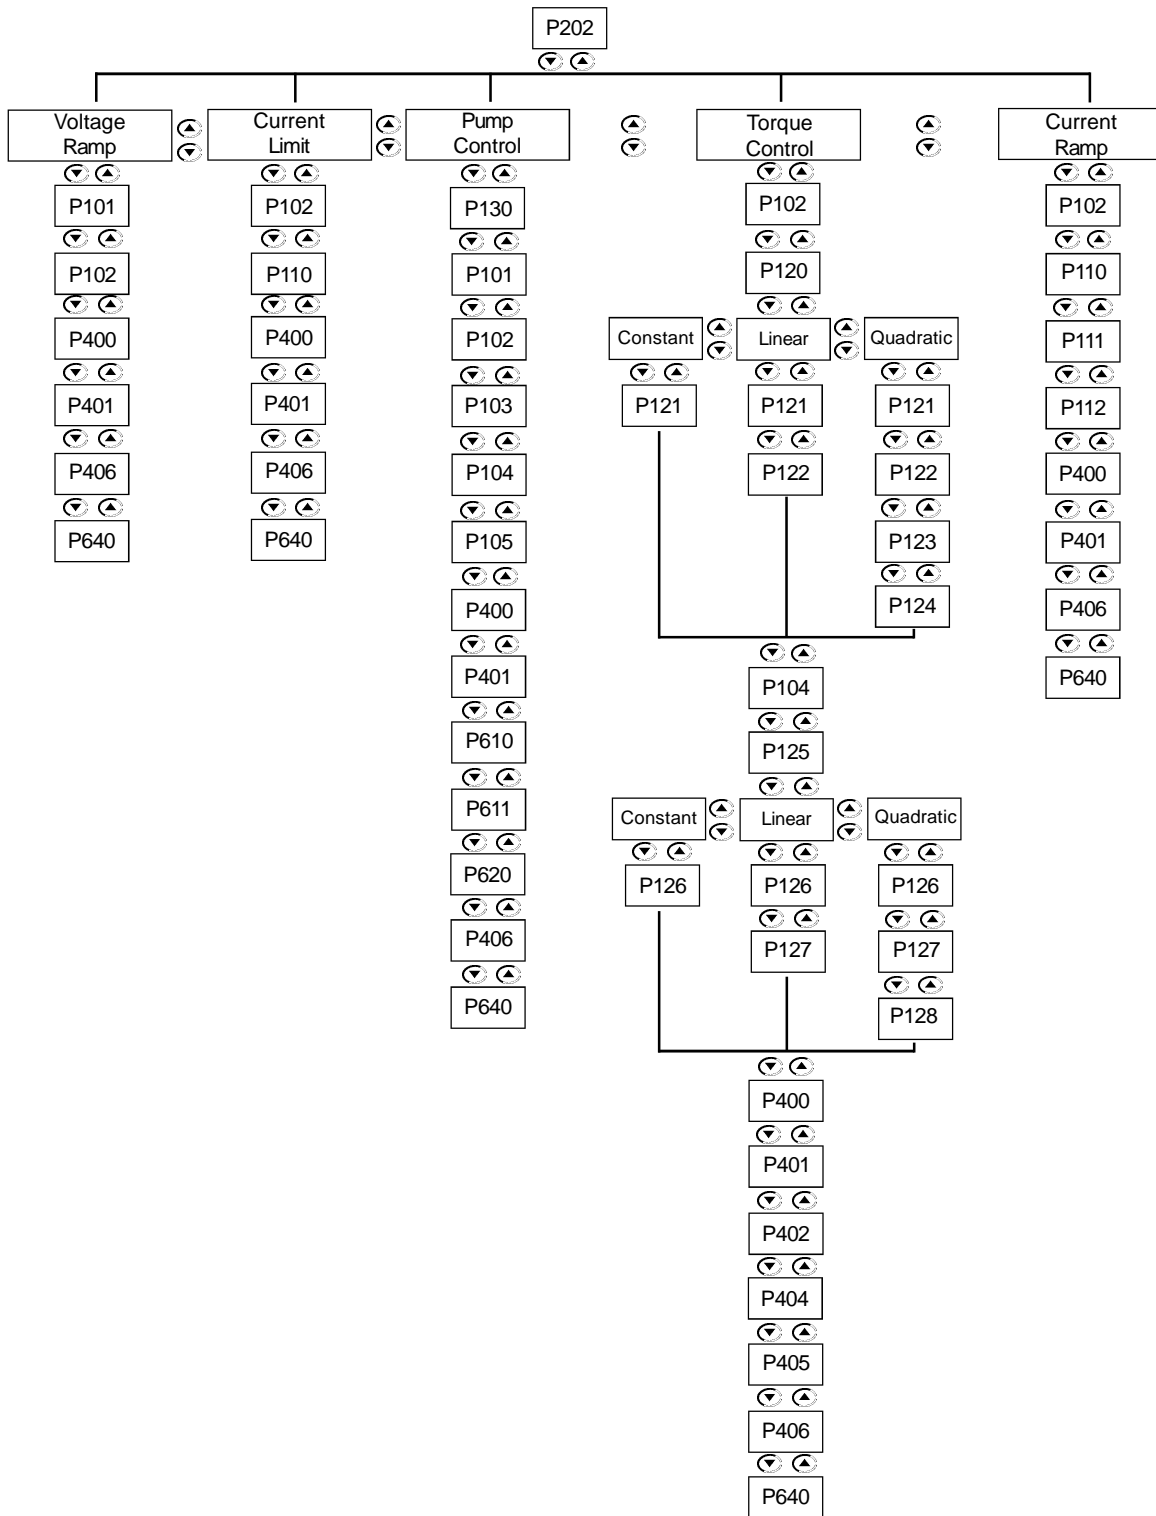 P202
Voltage
Ramp
P101
P102
P400
P401
P406
P640
Current
Limit
P102
P110
P400
P401
P406
P640
Pump
Control
P130
P101
P102
P103
P104
P105
P400
P401
P610
P611
P620
P406
P640
Torque
Control
P102
P120
Constant
P121
Linear
P121
P122
Quadratic
P121
P122
P123
P124
P104
P125
Constant
P126
Linear
P126
P127
Quadratic
P126
P127
P128
P400
P401
P402
P404
P405
P406
P640
Current
Ramp
P102
P110
P111
P112
P400
P401
P406
P640